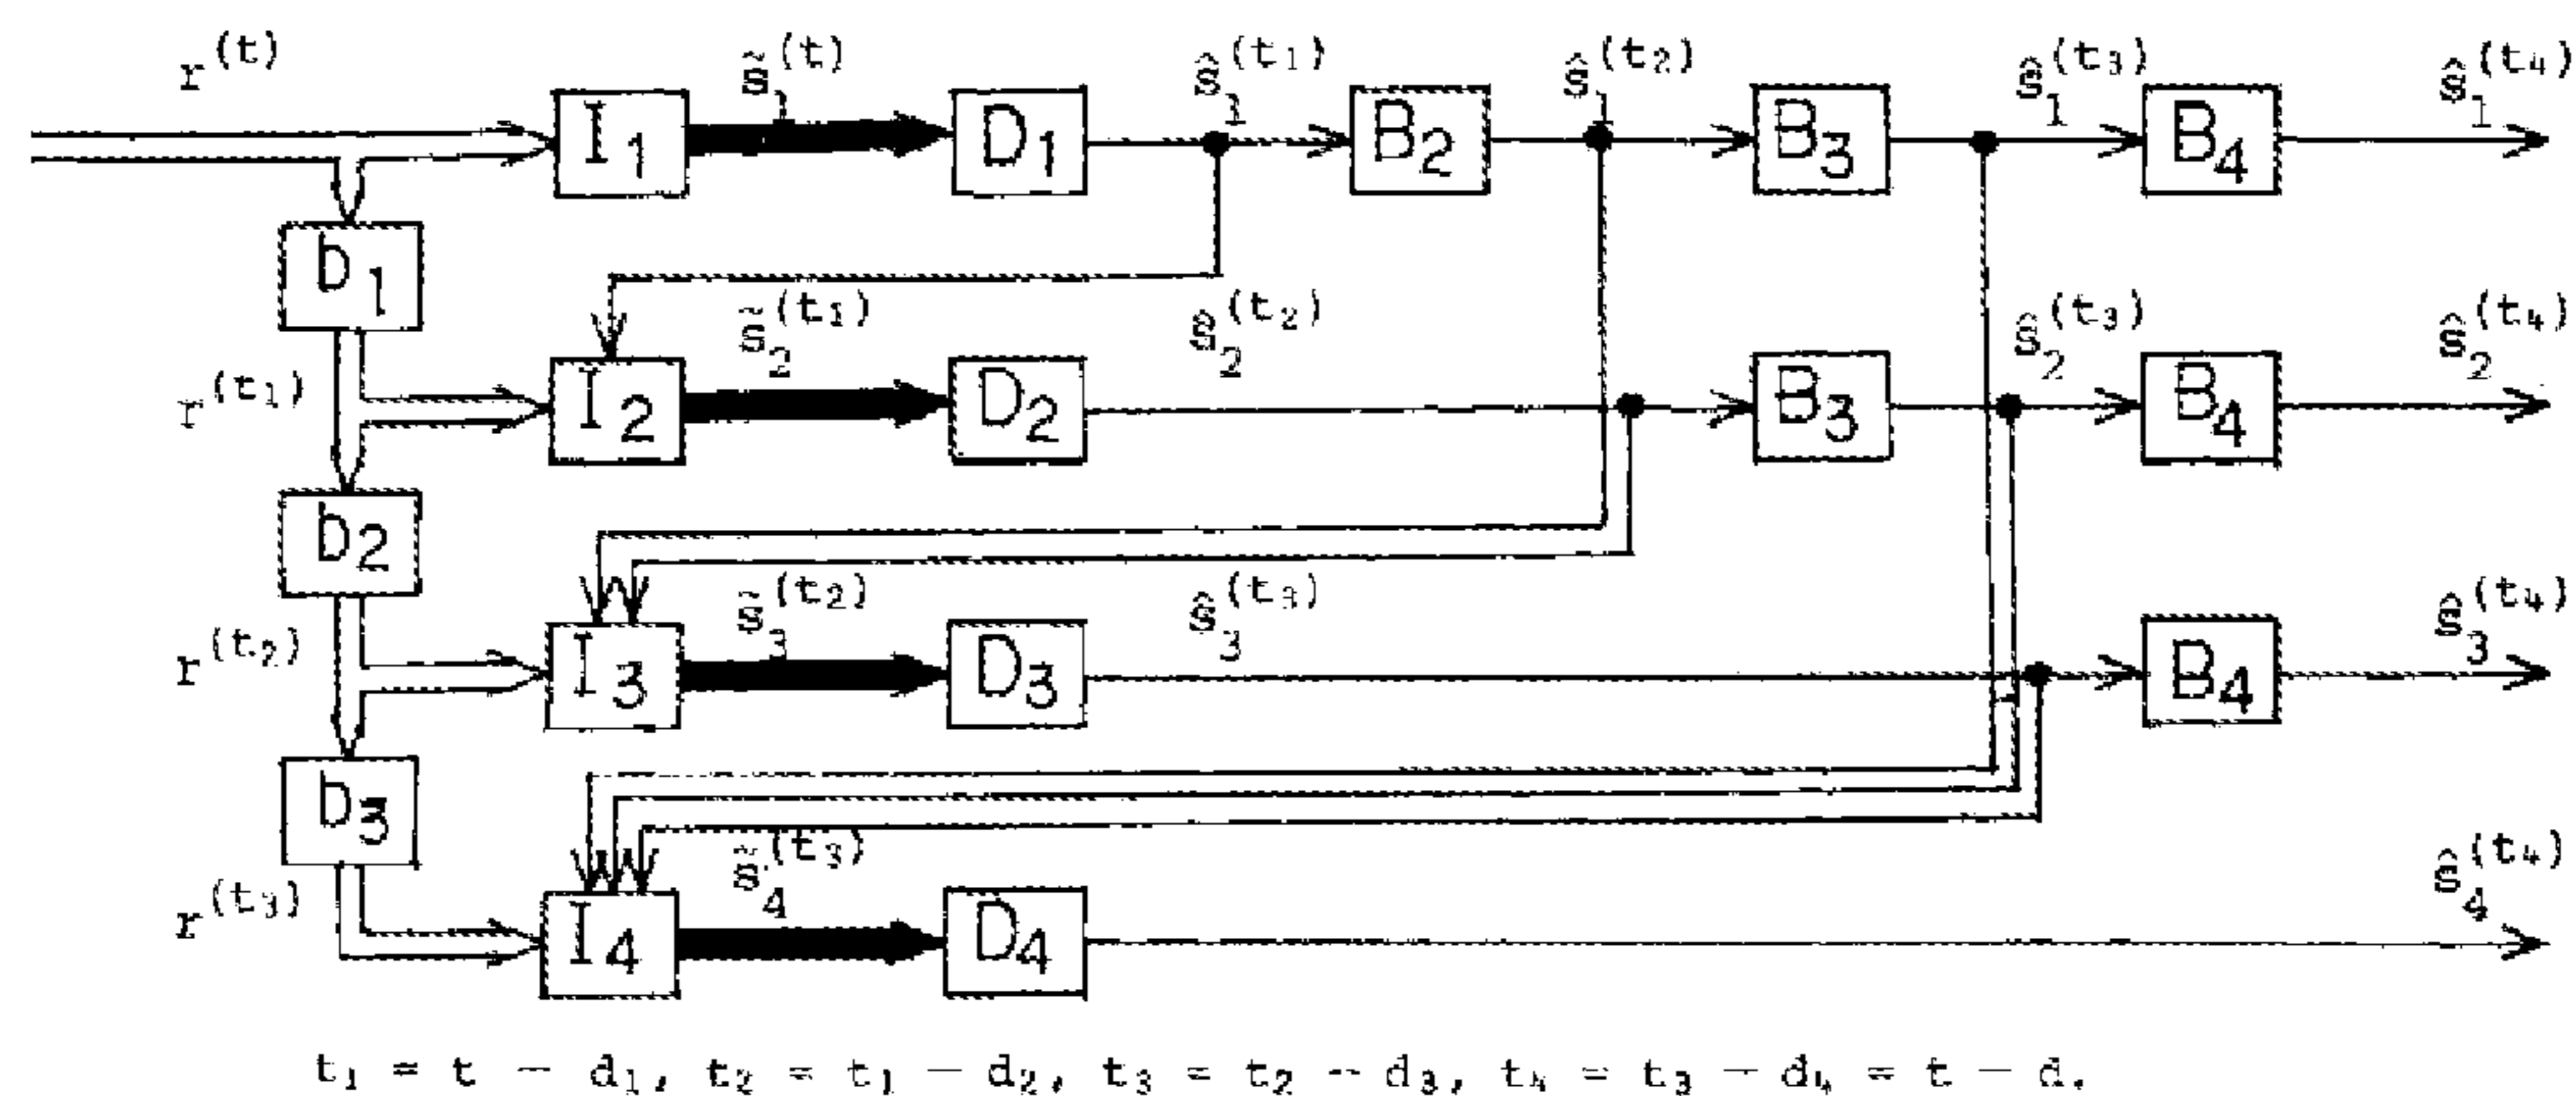 r(t) s̃1(t) ŝ1(t1) ŝ1(t2) ŝ1(t3) ŝ1(t4)
I1 D1 B2 B3 B4
b1
r(t1) s̃2(t1) ŝ2(t2) ŝ2(t3) ŝ2(t4)
I2 D2 B3 B4
b2
r(t2) s̃3(t2) ŝ3(t3) ŝ3(t4)
I3 D3 B4
b3
r(t3) s̃4(t3) ŝ4(t4)
I4 D4
t1 = t − d1, t2 = t1 − d2, t3 = t2 − d3, t4 = t3 − d4 = t − d.